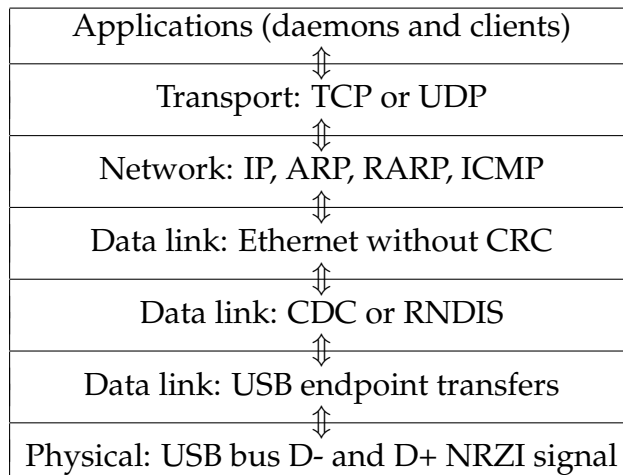 Applications (daemons and clients)
⇕
Transport: TCP or UDP
⇕
Network: IP, ARP, RARP, ICMP
⇕
Data link: Ethernet without CRC
⇕
Data link: CDC or RNDIS
⇕
Data link: USB endpoint transfers
⇕
Physical: USB bus D- and D+ NRZI signal